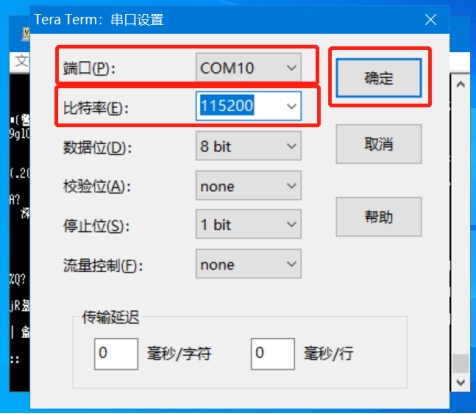 Tera Term：串口设置
文
端口(P)：
COM10
确定
比特率(E)：
115200
数据位(D)：
8 bit
取消
校验位(A)：
none
停止位(S)：
1 bit
帮助
流量控制(F)：
none
传输延迟
0 毫秒/字符
0 毫秒/行